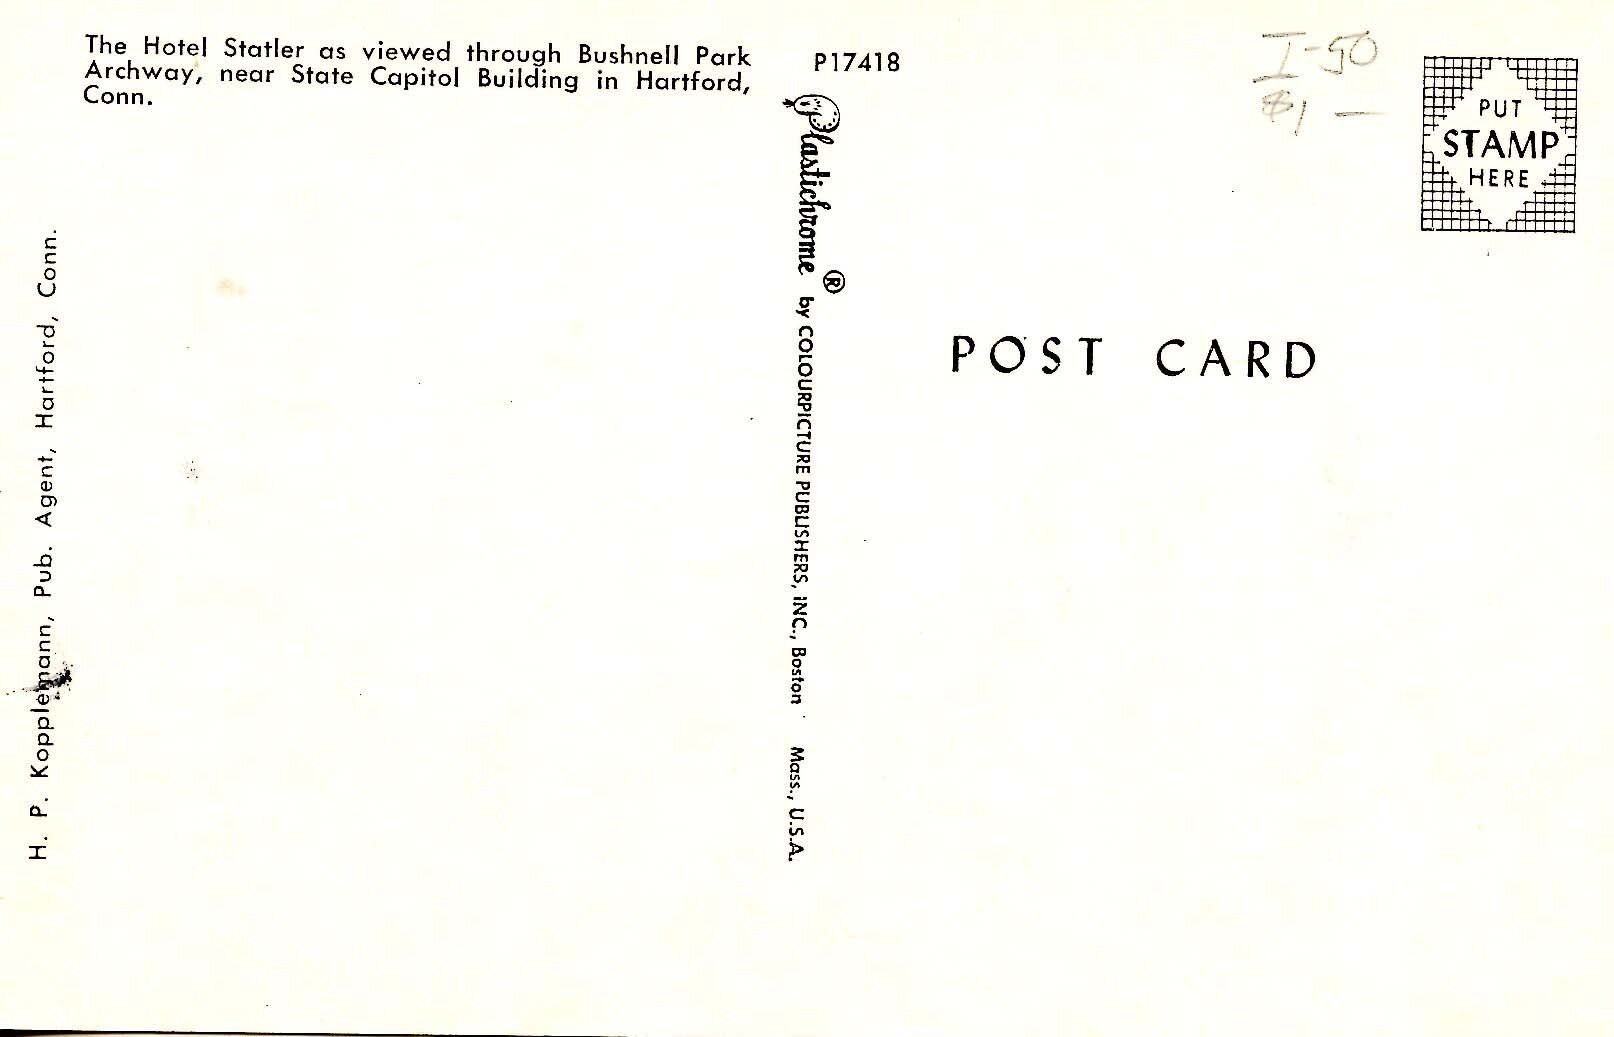 The Hotel Statler as viewed through Bushnell Park
Archway, near State Capitol Building in Hartford,
Conn.
P17418
I-50
$1 —
PUT
STAMP
HERE
H. P. Kopplemann, Pub. Agent, Hartford, Conn.
Plastichrome ® by COLOURPICTURE PUBLISHERS, INC., Boston Mass., U.S.A.
POST CARD